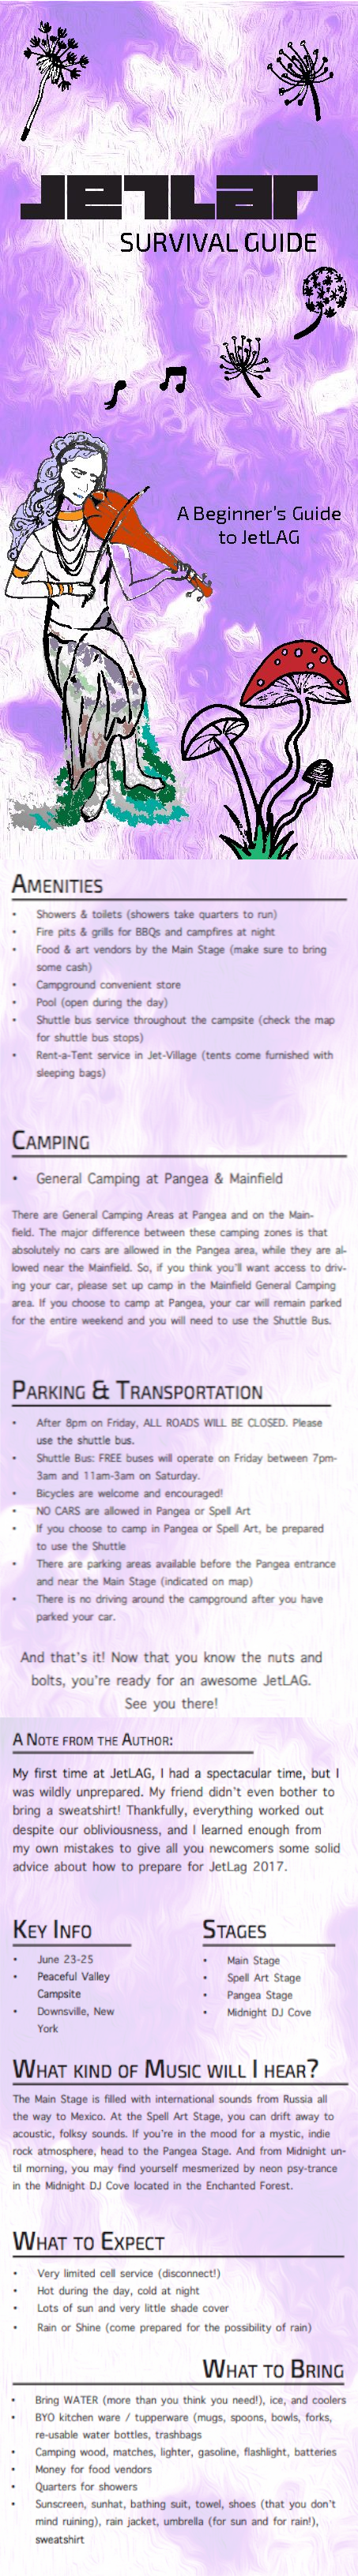 JETLAG
SURVIVAL GUIDE
A Beginner's Guide
to JetLAG
AMENITIES
• Showers & toilets (showers take quarters to run)
• Fire pits & grills for BBQs and campfires at night
• Food & art vendors by the Main Stage (make sure to bring
some cash)
• Campground convenient store
• Pool (open during the day)
• Shuttle bus service throughout the campsite (check the map
for shuttle bus stops)
• Rent-a-Tent service in Jet-Village (tents come furnished with
sleeping bags)
CAMPING
• General Camping at Pangea & Mainfield
There are General Camping Areas at Pangea and on the Main-
field. The major difference between these camping zones is that
absolutely no cars are allowed in the Pangea area, while they are al-
lowed near the Mainfield. So, if you think you'll want access to driv-
ing your car, please set up camp in the Mainfield General Camping
area. If you choose to camp at Pangea, your car will remain parked
for the entire weekend and you will need to use the Shuttle Bus.
PARKING & TRANSPORTATION
• After 8pm on Friday, ALL ROADS WILL BE CLOSED. Please
use the shuttle bus.
• Shuttle Bus: FREE buses will operate on Friday between 7pm-
3am and 11am-3am on Saturday.
• Bicycles are welcome and encouraged!
• NO CARS are allowed in Pangea or Spell Art
• If you choose to camp in Pangea or Spell Art, be prepared
to use the Shuttle
• There are parking areas available before the Pangea entrance
and near the Main Stage (indicated on map)
• There is no driving around the campground after you have
parked your car.
And that's it! Now that you know the nuts and
bolts, you're ready for an awesome JetLAG.
See you there!
A NOTE FROM THE AUTHOR:
My first time at JetLAG, I had a spectacular time, but I
was wildly unprepared. My friend didn't even bother to
bring a sweatshirt! Thankfully, everything worked out
despite our obliviousness, and I learned enough from
my own mistakes to give all you newcomers some solid
advice about how to prepare for JetLag 2017.
KEY INFO
• June 23-25
• Peaceful Valley
Campsite
• Downsville, New
York
STAGES
• Main Stage
• Spell Art Stage
• Pangea Stage
• Midnight DJ Cove
WHAT KIND OF MUSIC WILL I HEAR?
The Main Stage is filled with international sounds from Russia all
the way to Mexico. At the Spell Art Stage, you can drift away to
acoustic, folksy sounds. If you're in the mood for a mystic, indie
rock atmosphere, head to the Pangea Stage. And from Midnight un-
til morning, you may find yourself mesmerized by neon psy-trance
in the Midnight DJ Cove located in the Enchanted Forest.
WHAT TO EXPECT
• Very limited cell service (disconnect!)
• Hot during the day, cold at night
• Lots of sun and very little shade cover
• Rain or Shine (come prepared for the possibility of rain)
WHAT TO BRING
• Bring WATER (more than you think you need!), ice, and coolers
• BYO kitchen ware / tupperware (mugs, spoons, bowls, forks,
re-usable water bottles, trashbags
• Camping wood, matches, lighter, gasoline, flashlight, batteries
• Money for food vendors
• Quarters for showers
• Sunscreen, sunhat, bathing suit, towel, shoes (that you don't
mind ruining), rain jacket, umbrella (for sun and for rain!),
sweatshirt